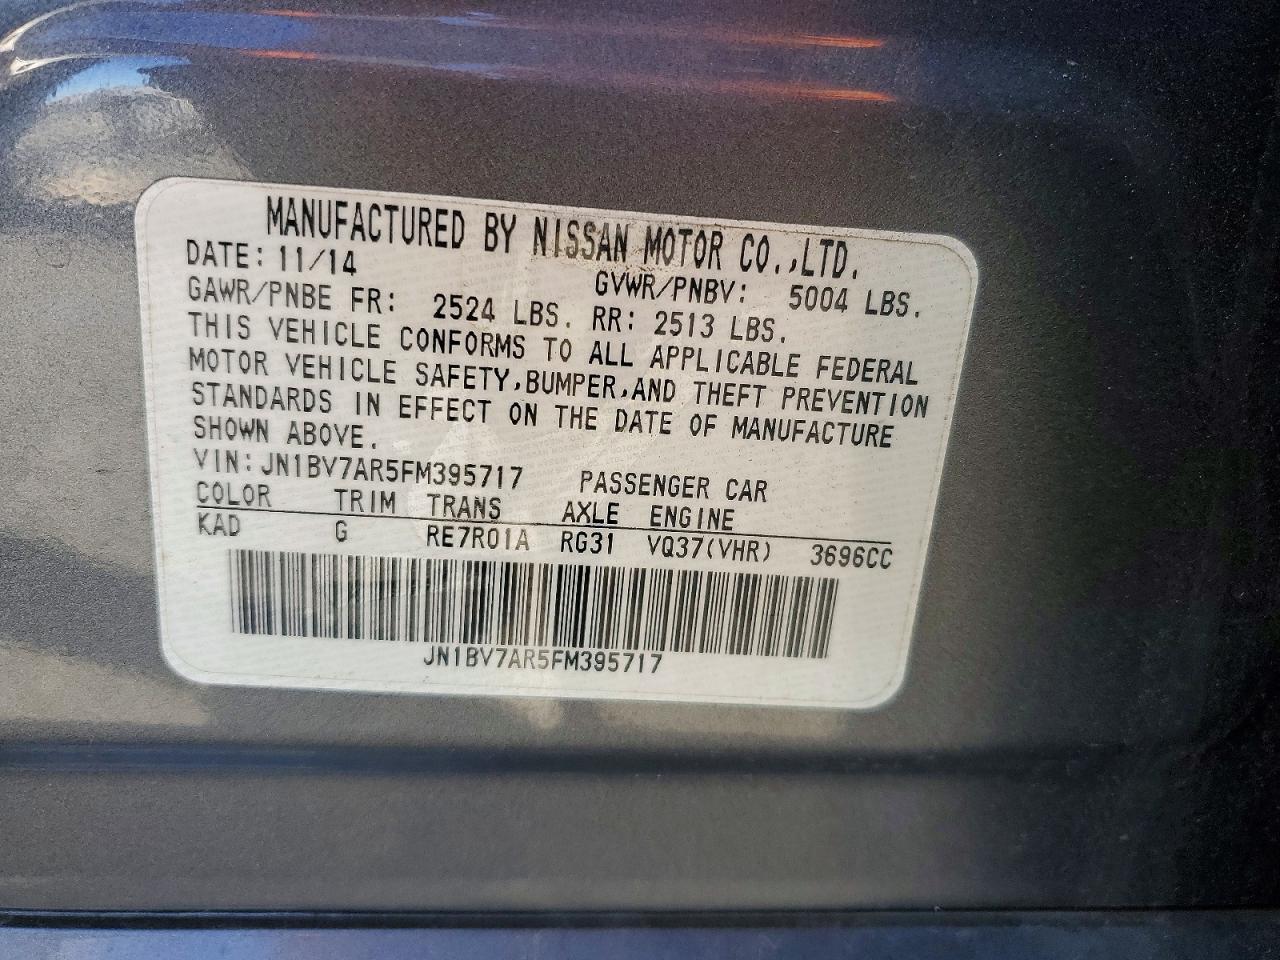 MANUFACTURED BY NISSAN MOTOR CO.,LTD.
DATE: 11/14 GVWR/PNBV: 5004 LBS.
GAWR/PNBE FR: 2524 LBS. RR: 2513 LBS.
THIS VEHICLE CONFORMS TO ALL APPLICABLE FEDERAL
MOTOR VEHICLE SAFETY,BUMPER,AND THEFT PREVENTION
STANDARDS IN EFFECT ON THE DATE OF MANUFACTURE
SHOWN ABOVE.
VIN:JN1BV7AR5FM395717 PASSENGER CAR
COLOR TRIM TRANS AXLE ENGINE
KAD G RE7R01A RG31 VQ37(VHR) 3696CC
JN1BV7AR5FM395717